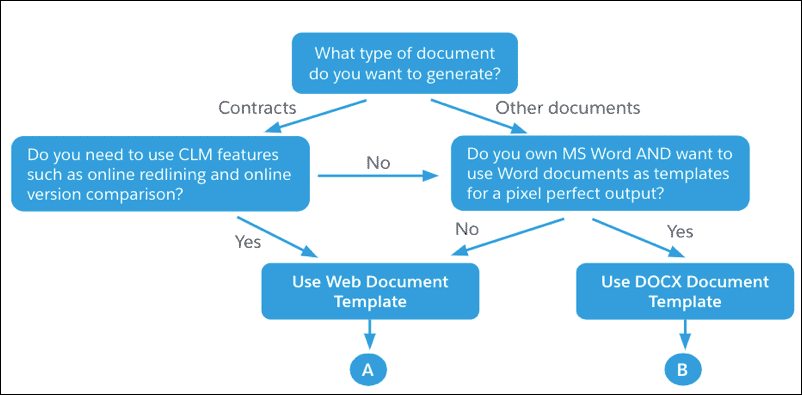 What type of document
do you want to generate?
Contracts
Other documents
Do you need to use CLM features
such as online redlining and online
version comparison?
No
Do you own MS Word AND want to
use Word documents as templates
for a pixel perfect output?
Yes
No
Yes
Use Web Document
Template
Use DOCX Document
Template
A
B